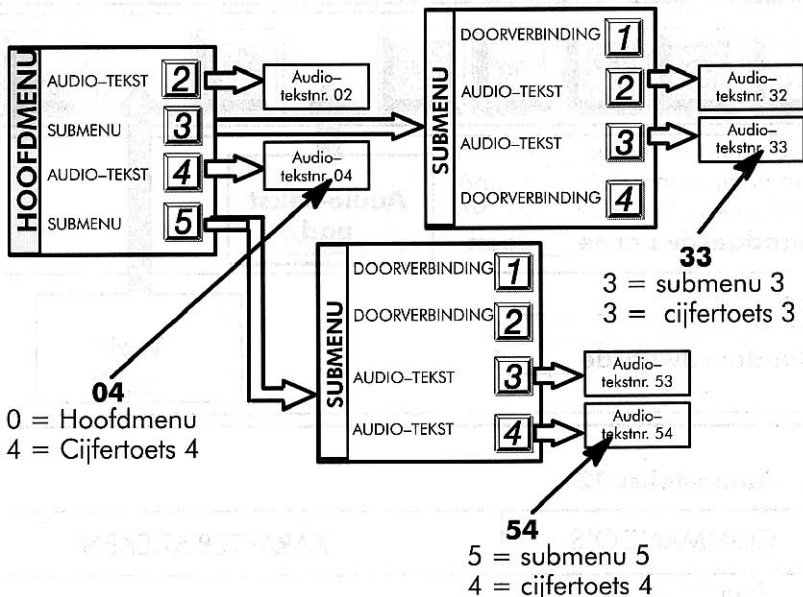 HOOFDMENU
AUDIO–TEKST 2
Audio–
tekstnr. 02
SUBMENU 3
AUDIO–TEKST 4
Audio–
tekstnr. 04
SUBMENU 5
SUBMENU
DOORVERBINDING 1
AUDIO–TEKST 2
Audio–
tekstnr. 32
AUDIO–TEKST 3
Audio–
tekstnr. 33
DOORVERBINDING 4
33
3 = submenu 3
3 = cijfertoets 3
SUBMENU
DOORVERBINDING 1
DOORVERBINDING 2
AUDIO–TEKST 3
Audio–
tekstnr. 53
AUDIO–TEKST 4
Audio–
tekstnr. 54
04
0 = Hoofdmenu
4 = Cijfertoets 4
54
5 = submenu 5
4 = cijfertoets 4